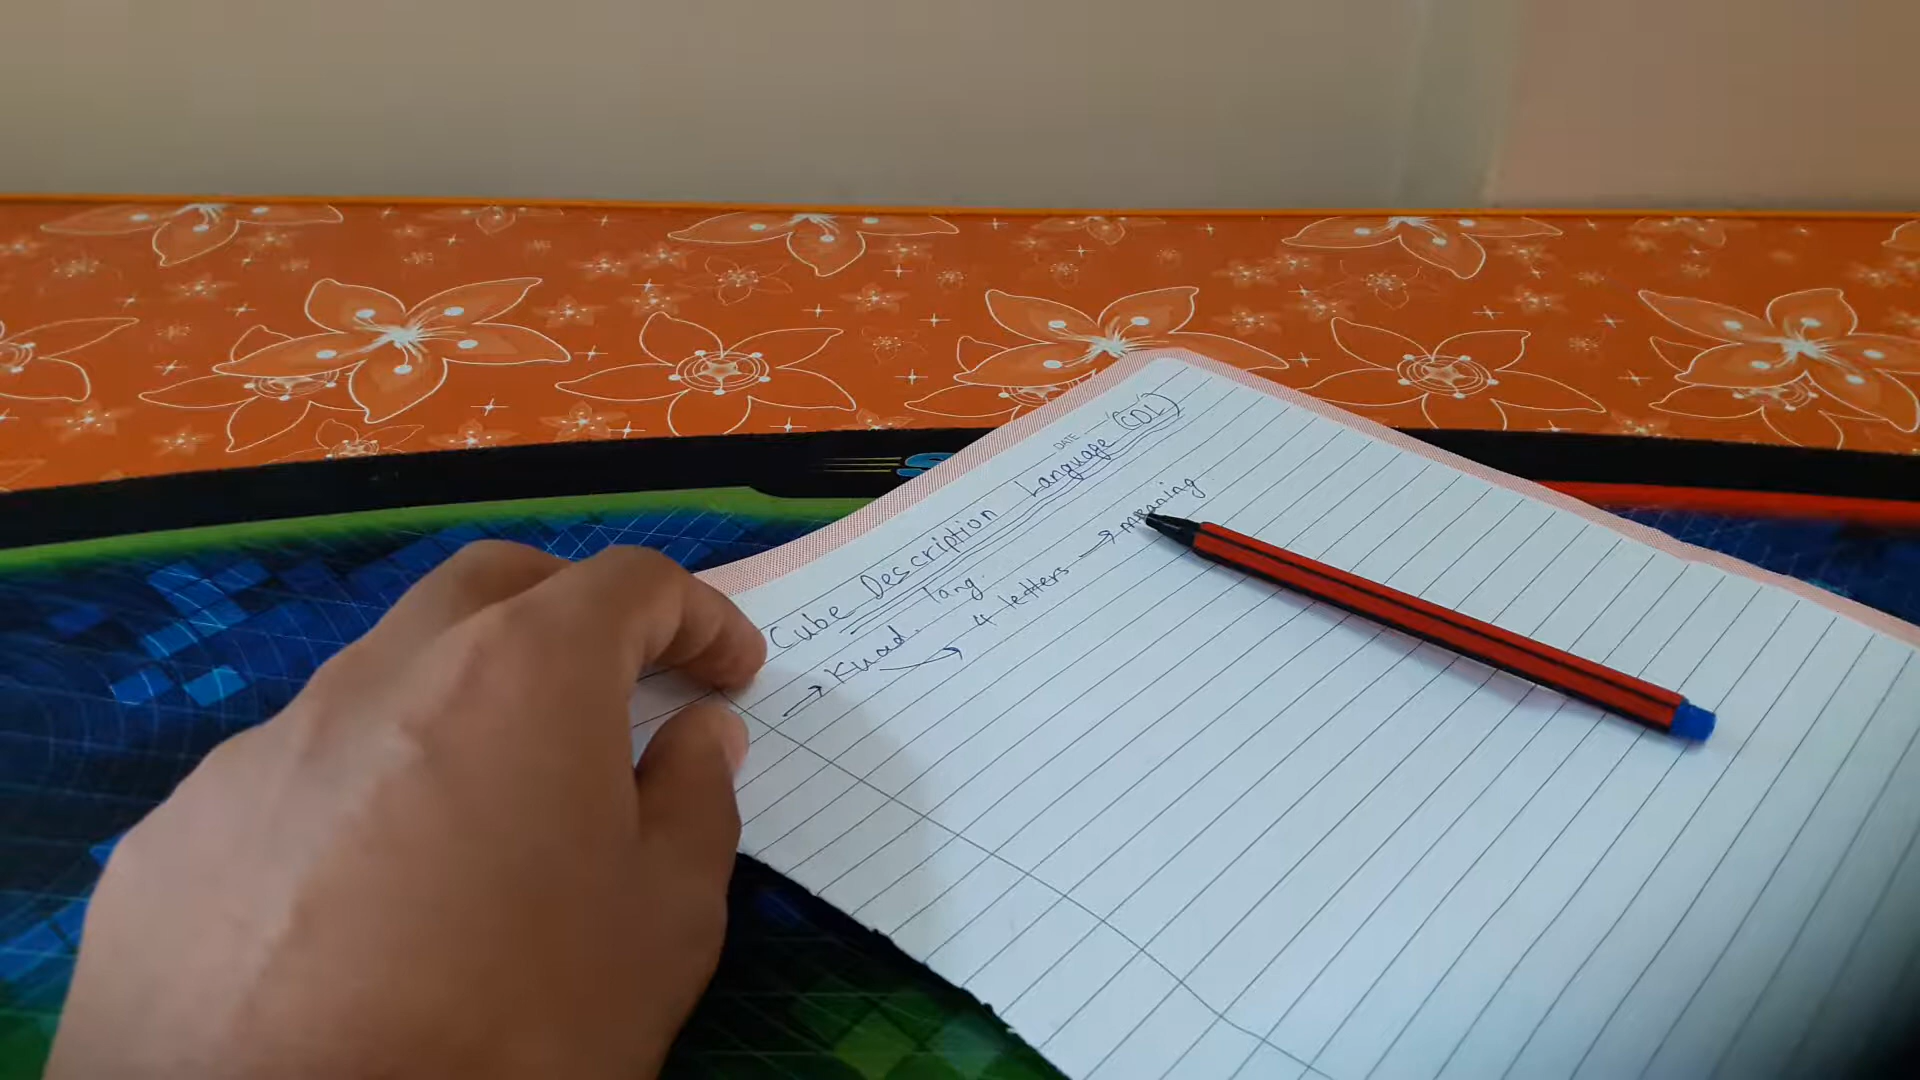 DATE
Cube Description Language (CDL)
→ Kuad. lang.
→ 4 letters → meaning